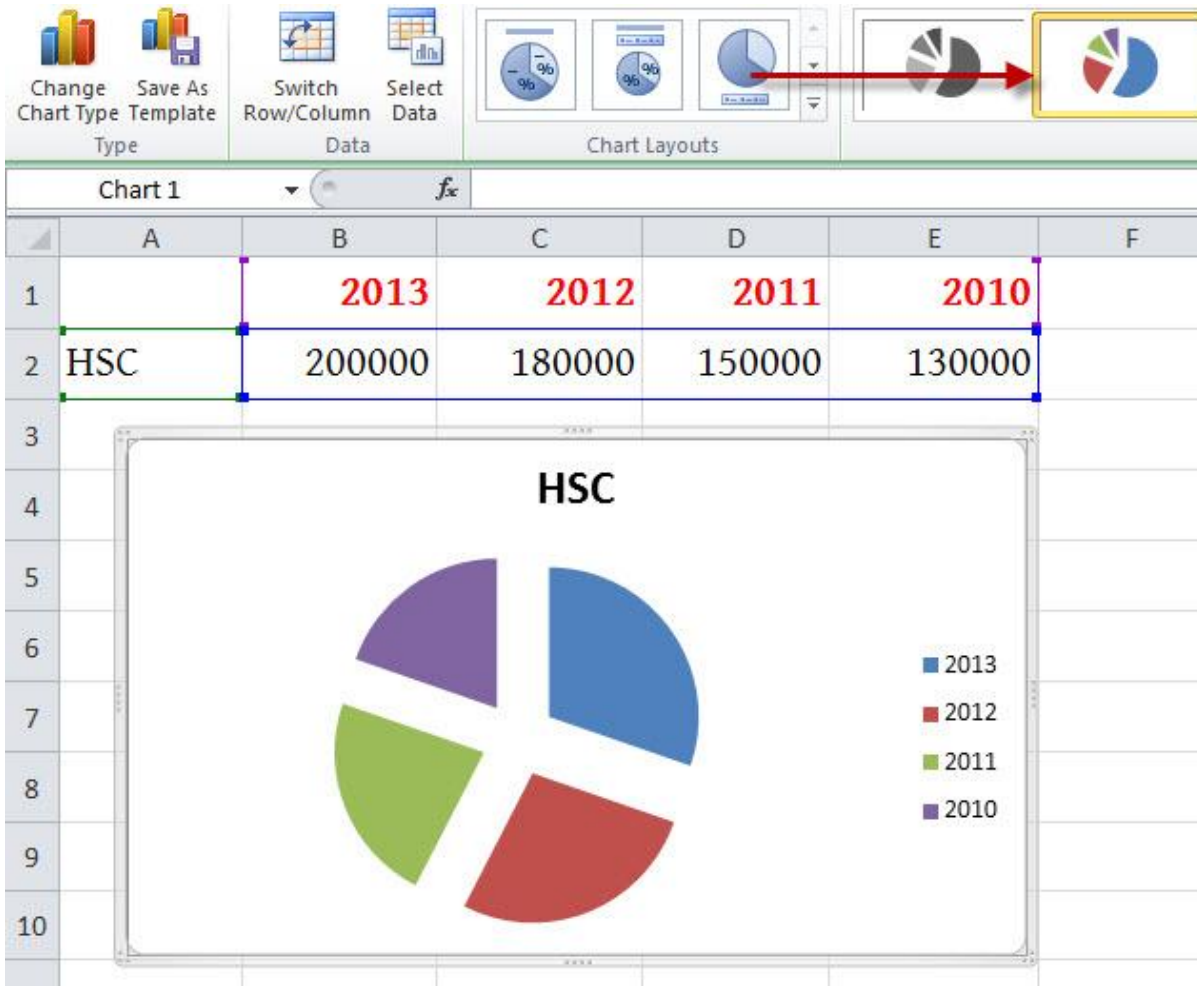 Change Chart Type Save As Template Switch Row/Column Select Data
Type Data Chart Layouts
Chart 1 fx
A B C D E F
1 2013 2012 2011 2010
2 HSC 200000 180000 150000 130000
3
HSC
4
5
6
2013
7
2012
2011
8
2010
9
10
% %
% %